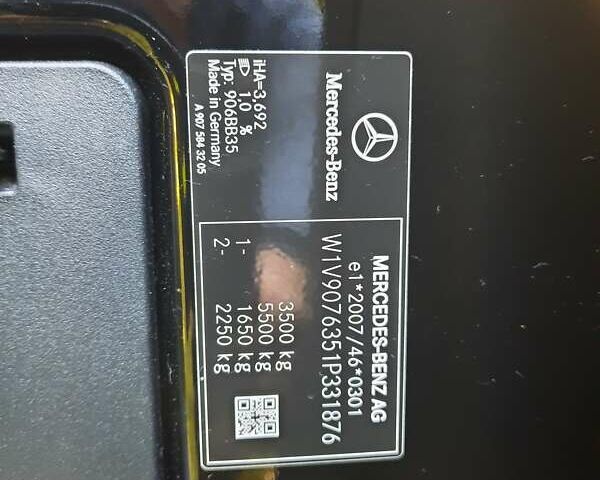 Mercedes-Benz
iHA=3,692
1,0 %
Typ: 906BB35
Made in Germany
A 907 584 32 05
MERCEDES-BENZ AG
e1*2007/46*0301
W1V9076351P331876
3500 kg
5500 kg
1- 1650 kg
2- 2250 kg